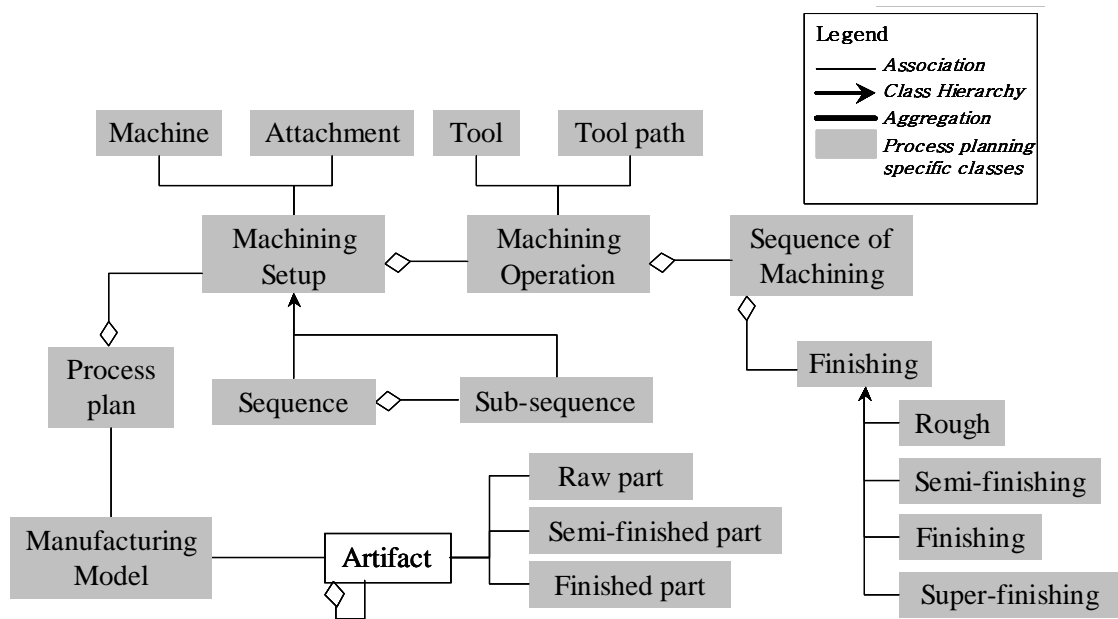 Legend
Association
Class Hierarchy
Aggregation
Process planning
specific classes
Machine
Attachment
Tool
Tool path
Machining
Setup
Machining
Operation
Sequence of
Machining
Process
plan
Sequence
Sub-sequence
Finishing
Rough
Semi-finishing
Finishing
Super-finishing
Raw part
Semi-finished part
Finished part
Manufacturing
Model
Artifact